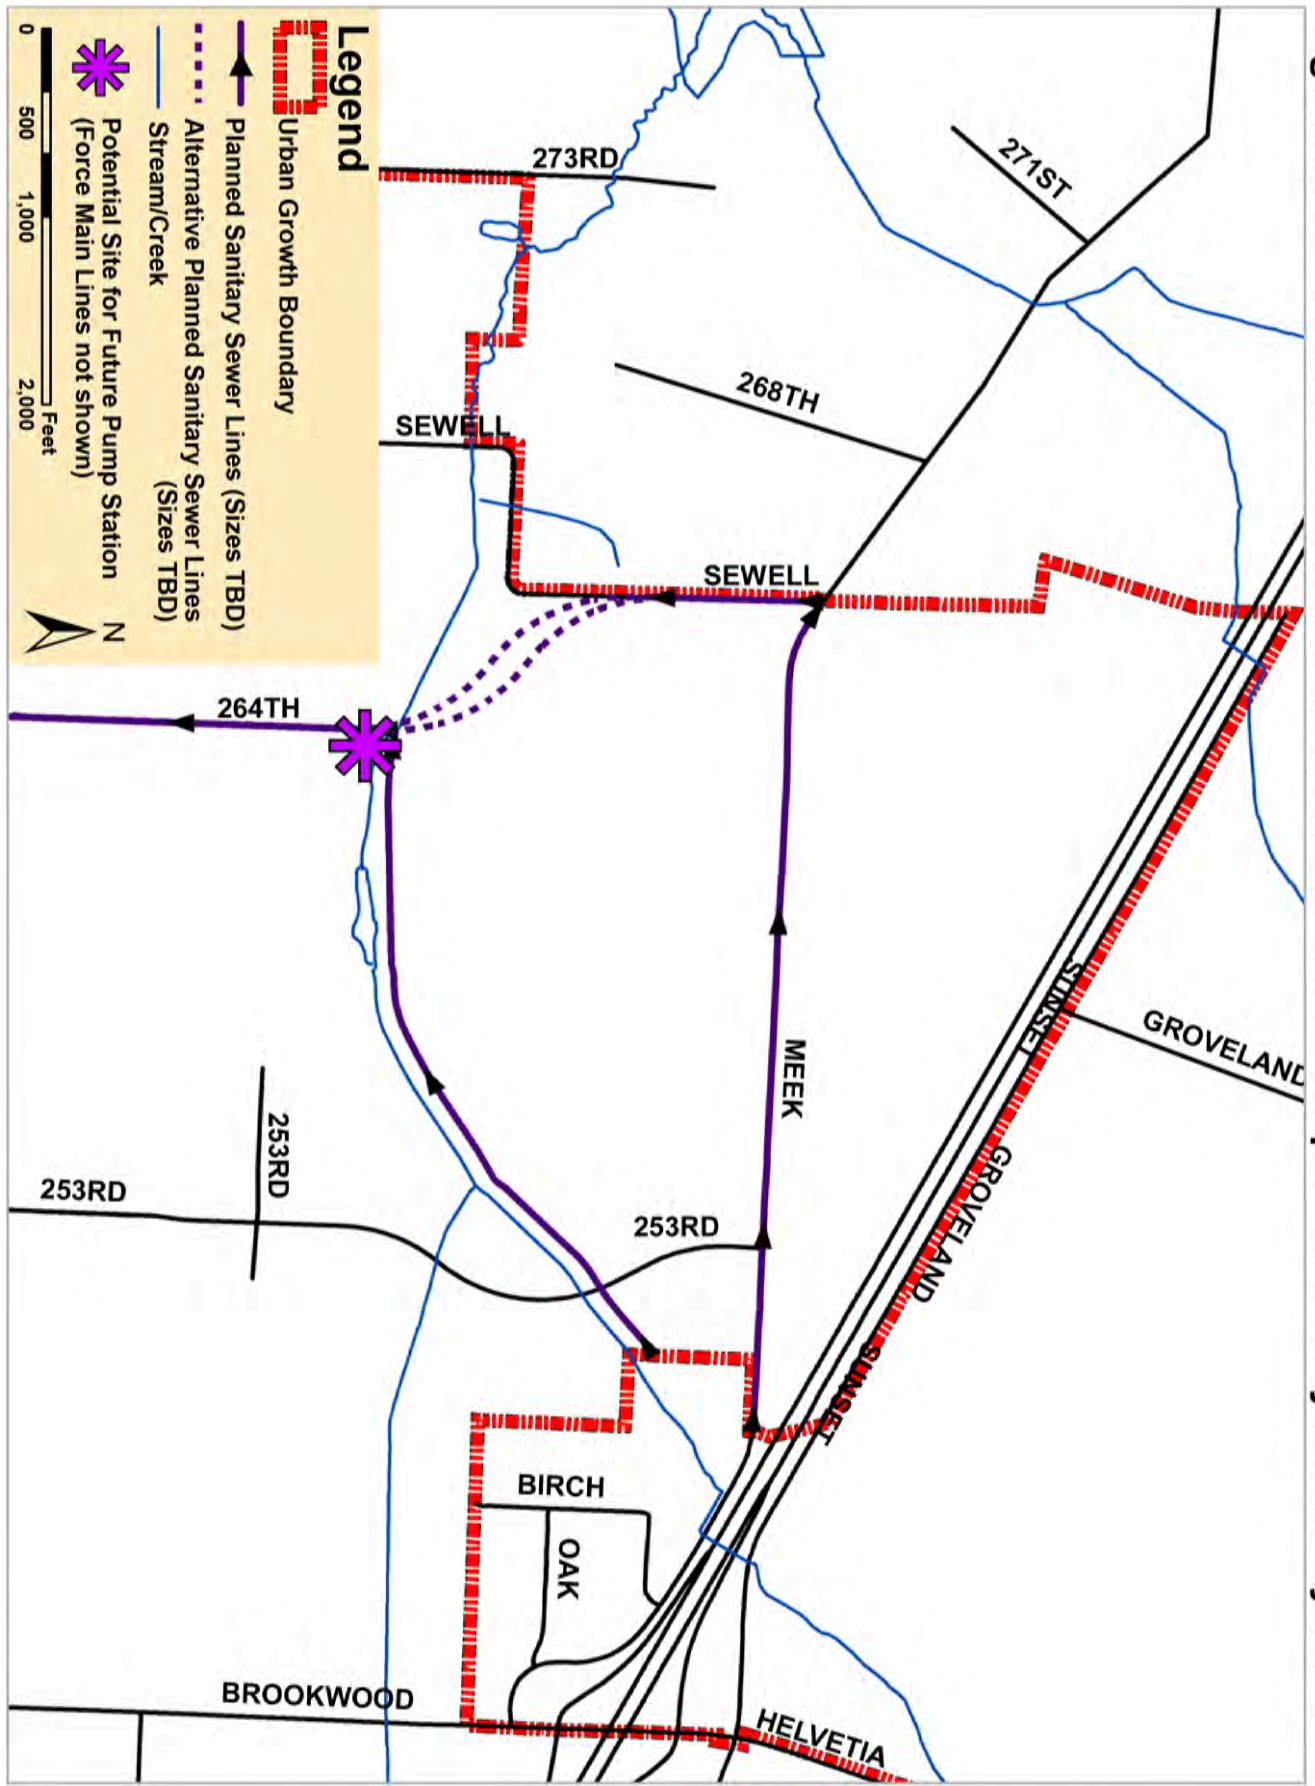 Legend
Urban Growth Boundary
Planned Sanitary Sewer Lines (Sizes TBD)
Alternative Planned Sanitary Sewer Lines
(Sizes TBD)
Stream/Creek
Potential Site for Future Pump Station
(Force Main Lines not shown)
0 500 1,000 2,000
Feet
N
273RD
271ST
268TH
SEWELL
SEWELL
264TH
SUNSET
GROVELAND
GROVELAND
MEEK
253RD
253RD
253RD
SUNSET
BIRCH
OAK
BROOKWOOD
HELVETIA